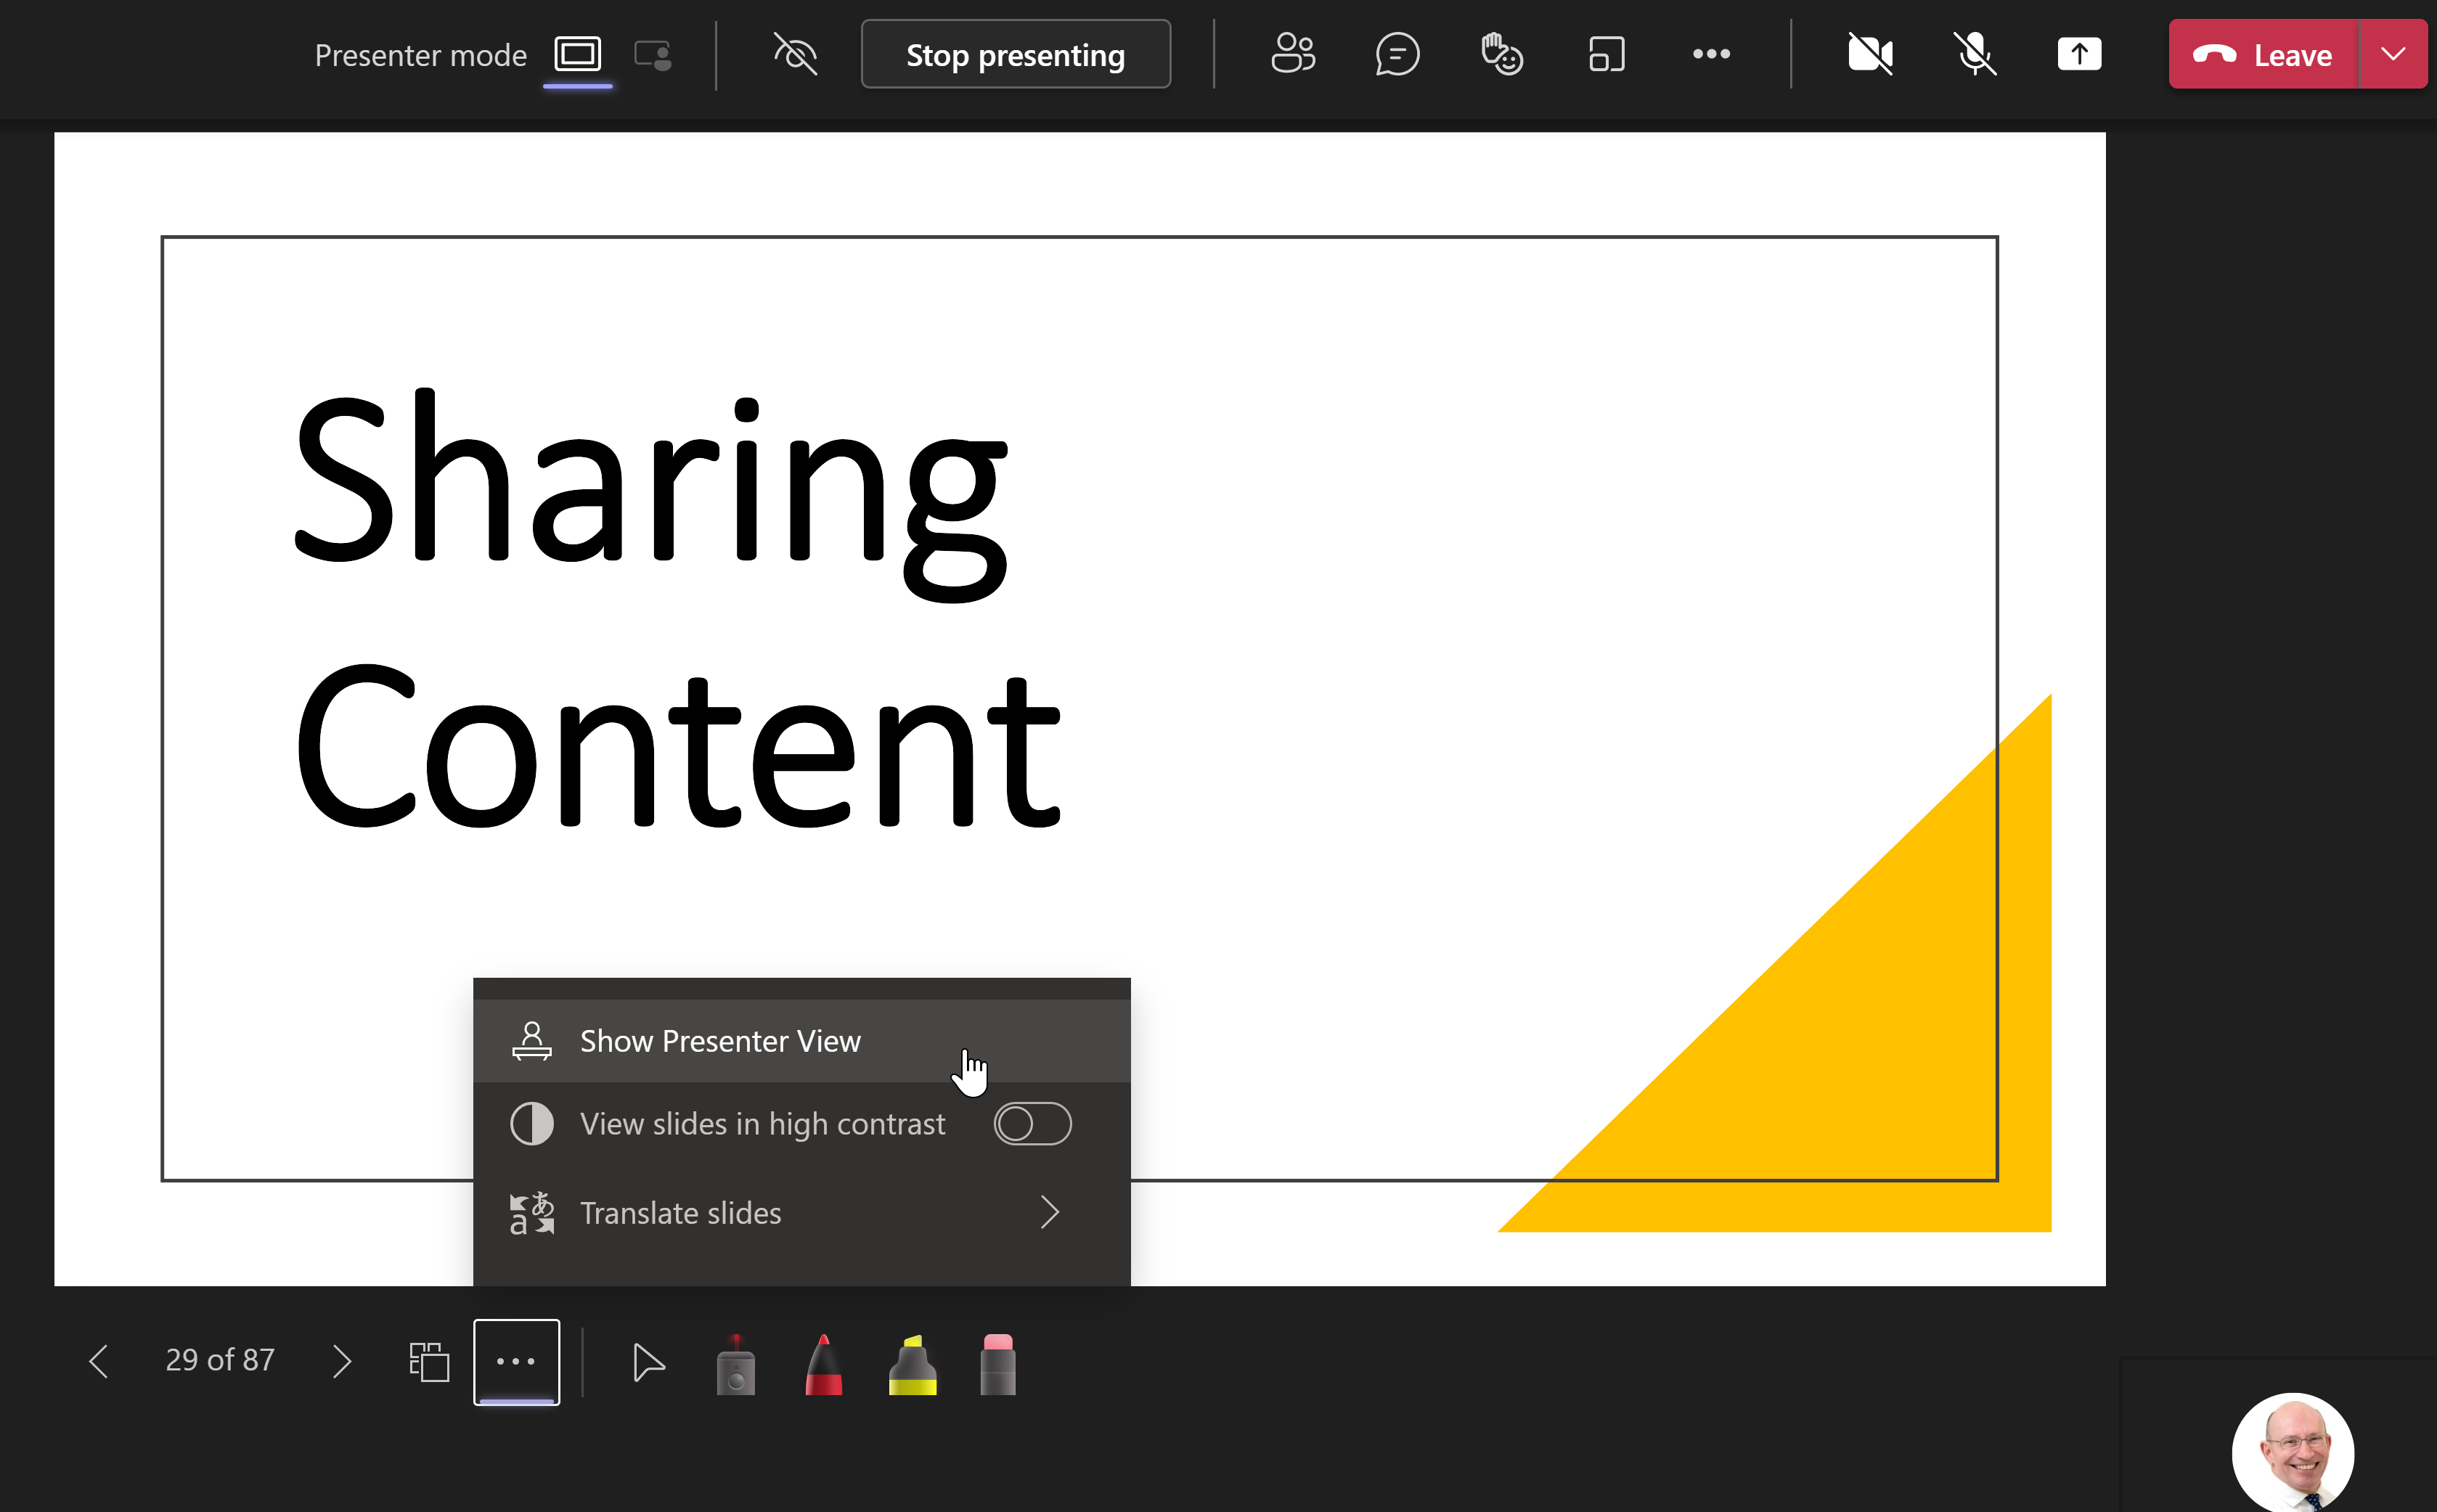 Presenter mode
Stop presenting
Leave
Sharing
Content
Show Presenter View
View slides in high contrast
Translate slides
29 of 87